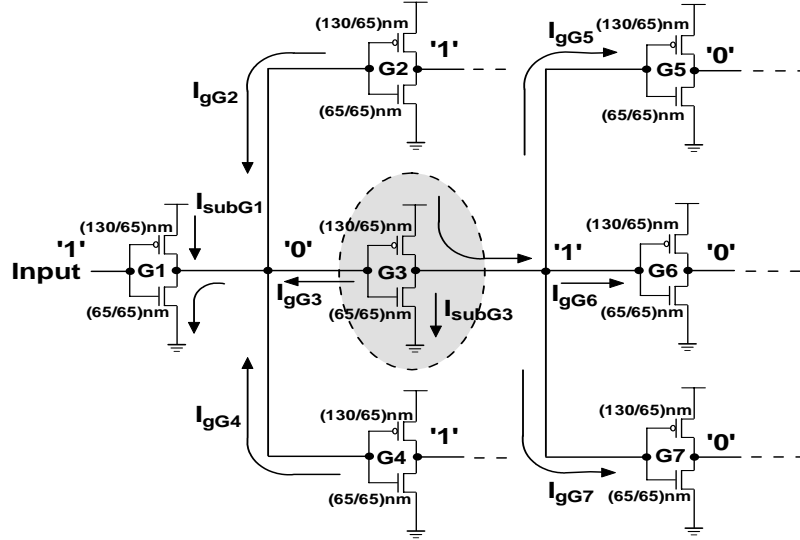 (130/65)nm
'1'
G2
(65/65)nm
IgG2
IgG5
(130/65)nm
'0'
G5
(65/65)nm
IsubG1
(130/65)nm
'1'
Input
G1
(65/65)nm
'0'
(130/65)nm
G3
(65/65)nm
IgG3
IsubG3
'1'
(130/65)nm
'0'
G6
(65/65)nm
IgG6
IgG4
(130/65)nm
'1'
G4
(65/65)nm
(130/65)nm
'0'
G7
(65/65)nm
IgG7